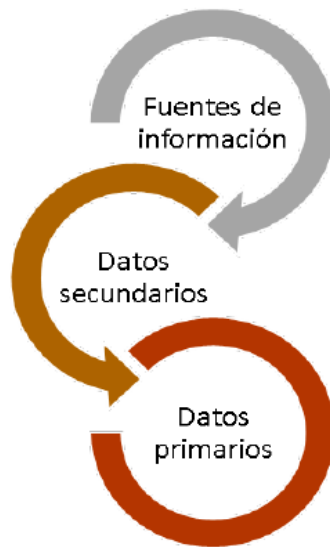 Fuentes de
información
Datos
secundarios
Datos
primarios